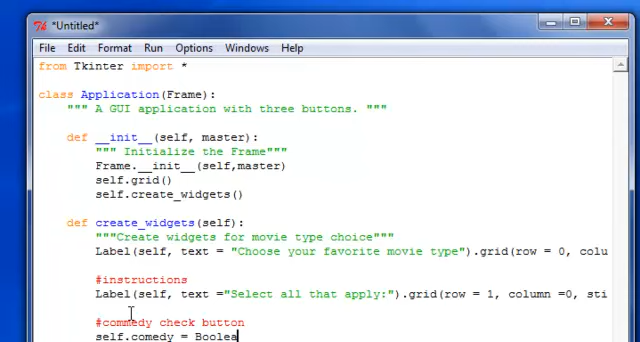 *Untitled*
File Edit Format Run Options Windows Help
from Tkinter import *
class Application(Frame):
""" A GUI application with three buttons. """
def __init__(self, master):
""" Initialize the Frame"""
Frame.__init__(self,master)
self.grid()
self.create_widgets()
def create_widgets(self):
"""Create widgets for movie type choice"""
Label(self, text = "Choose your favorite movie type").grid(row = 0, colu
#instructions
Label(self, text ="Select all that apply:").grid(row = 1, column =0, sti
#commedy check button
self.comedy = Boolea